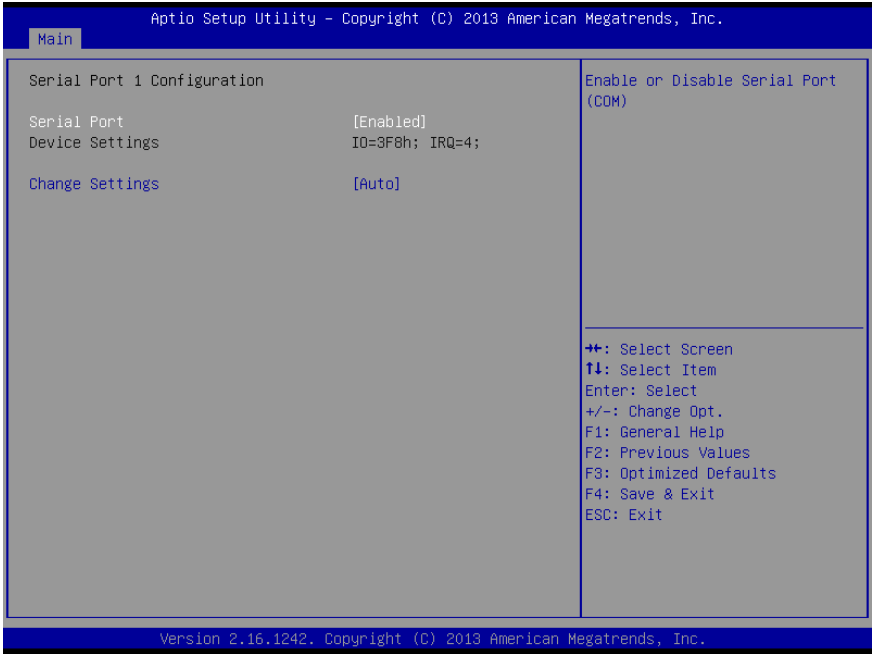 Aptio Setup Utility – Copyright (C) 2013 American Megatrends, Inc.
Main
Serial Port 1 Configuration
Serial Port [Enabled]
Device Settings IO=3F8h; IRQ=4;
Change Settings [Auto]
Enable or Disable Serial Port
(COM)
→←: Select Screen
↑↓: Select Item
Enter: Select
+/-: Change Opt.
F1: General Help
F2: Previous Values
F3: Optimized Defaults
F4: Save & Exit
ESC: Exit
Version 2.16.1242. Copyright (C) 2013 American Megatrends, Inc.